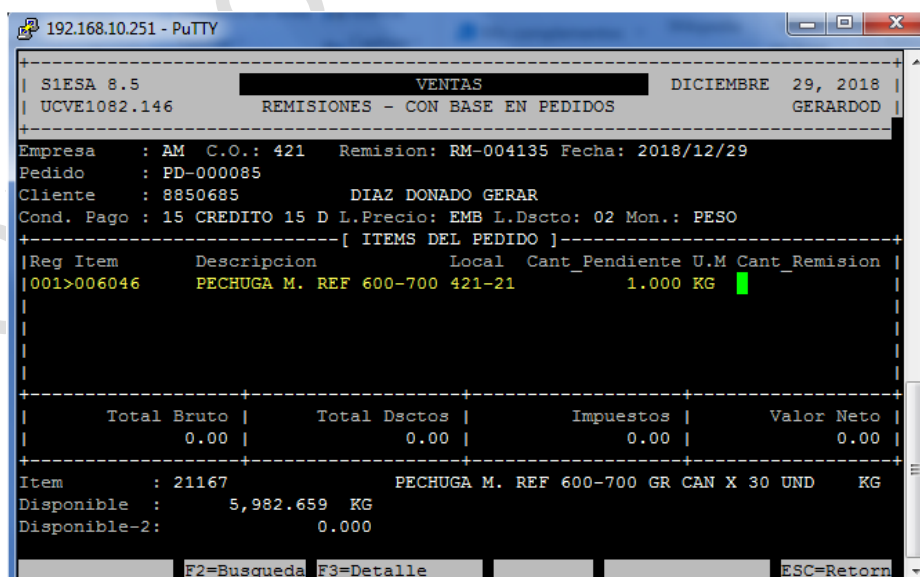 192.168.10.251 - PuTTY
S1ESA 8.5 VENTAS DICIEMBRE 29, 2018
UCVE1082.146 REMISIONES - CON BASE EN PEDIDOS GERARDOD
Empresa : AM C.O.: 421 Remision: RM-004135 Fecha: 2018/12/29
Pedido : PD-000085
Cliente : 8850685 DIAZ DONADO GERAR
Cond. Pago : 15 CREDITO 15 D L.Precio: EMB L.Dscto: 02 Mon.: PESO
[ ITEMS DEL PEDIDO ]
Reg Item Descripcion Local Cant_Pendiente U.M Cant_Remision
001>006046 PECHUGA M. REF 600-700 421-21 1.000 KG
Total Bruto | Total Dsctos | Impuestos | Valor Neto
0.00 | 0.00 | 0.00 | 0.00
Item : 21167 PECHUGA M. REF 600-700 GR CAN X 30 UND KG
Disponible : 5,982.659 KG
Disponible-2: 0.000
F2=Busqueda F3=Detalle ESC=Retorn